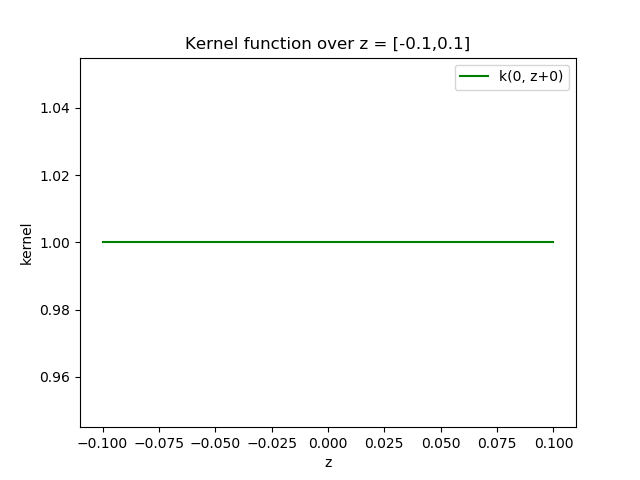 Kernel function over z = [-0.1,0.1]
k(0, z+0)
1.04
1.02
1.00
0.98
0.96
kernel
−0.100 −0.075 −0.050 −0.025 0.000 0.025 0.050 0.075 0.100
z